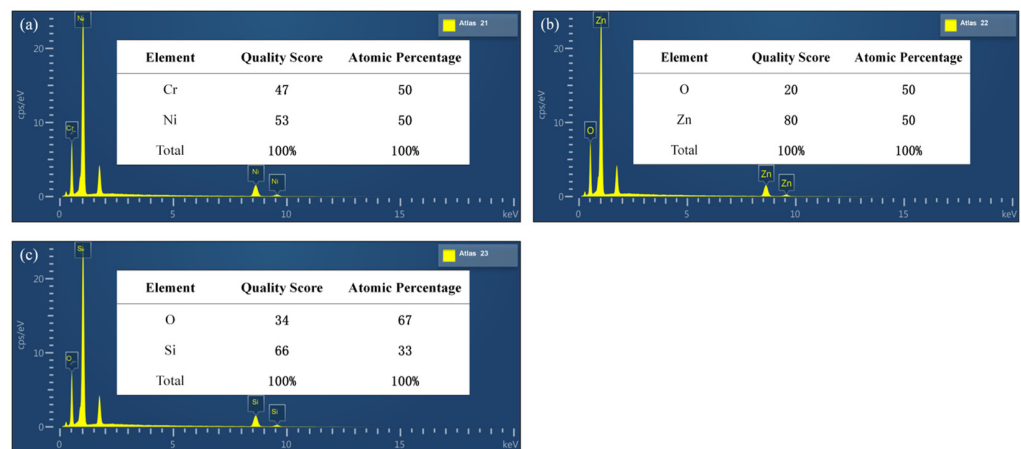 (a)
Ni
Atlas 21
20
Element Quality Score Atomic Percentage
Cr 47 50
Ni 53 50
Total 100% 100%
cps/eV
10
Cr
Ni
Ni
0
0 5 10 15 keV
(b)
Zn
Atlas 22
20
Element Quality Score Atomic Percentage
O 20 50
Zn 80 50
Total 100% 100%
cps/eV
10
O
Zn
Zn
0
0 5 10 15 keV
(c)
Si
Atlas 23
20
Element Quality Score Atomic Percentage
O 34 67
Si 66 33
Total 100% 100%
cps/eV
10
O
Si
Si
0
0 5 10 15 keV